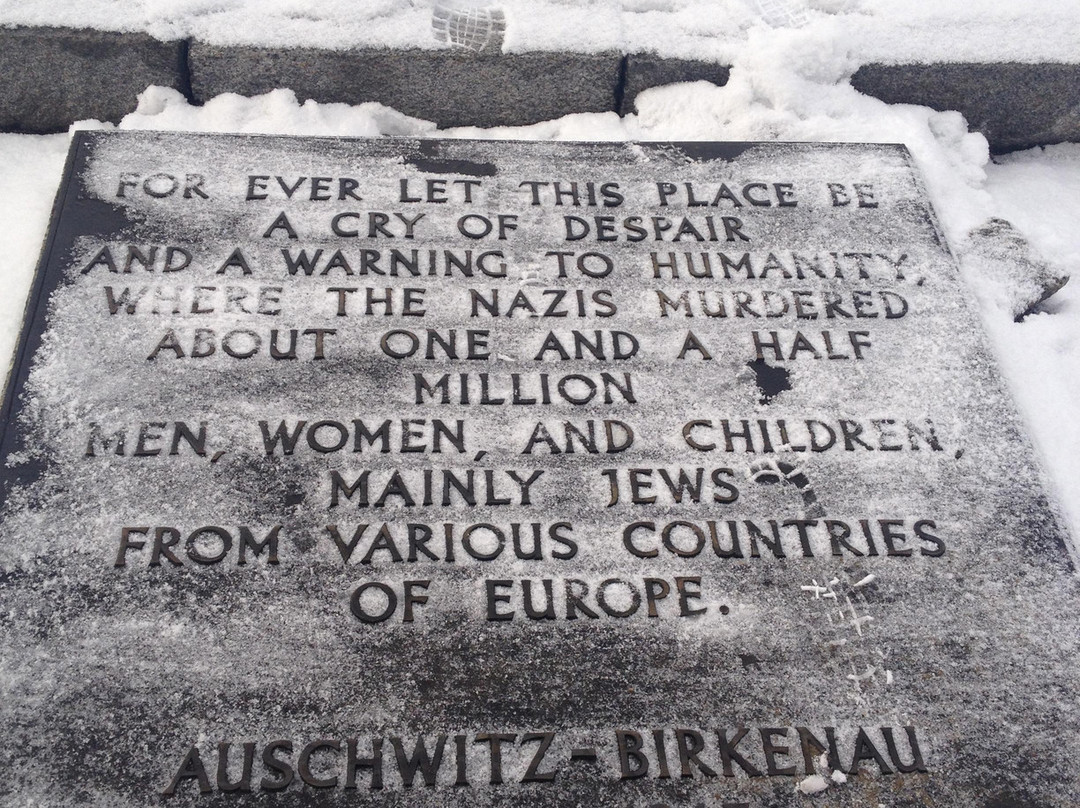 FOR EVER LET THIS PLACE BE
A CRY OF DESPAIR
AND A WARNING TO HUMANITY,
WHERE THE NAZIS MURDERED
ABOUT ONE AND A HALF
MILLION
MEN, WOMEN, AND CHILDREN,
MAINLY JEWS
FROM VARIOUS COUNTRIES
OF EUROPE.
AUSCHWITZ-BIRKENAU